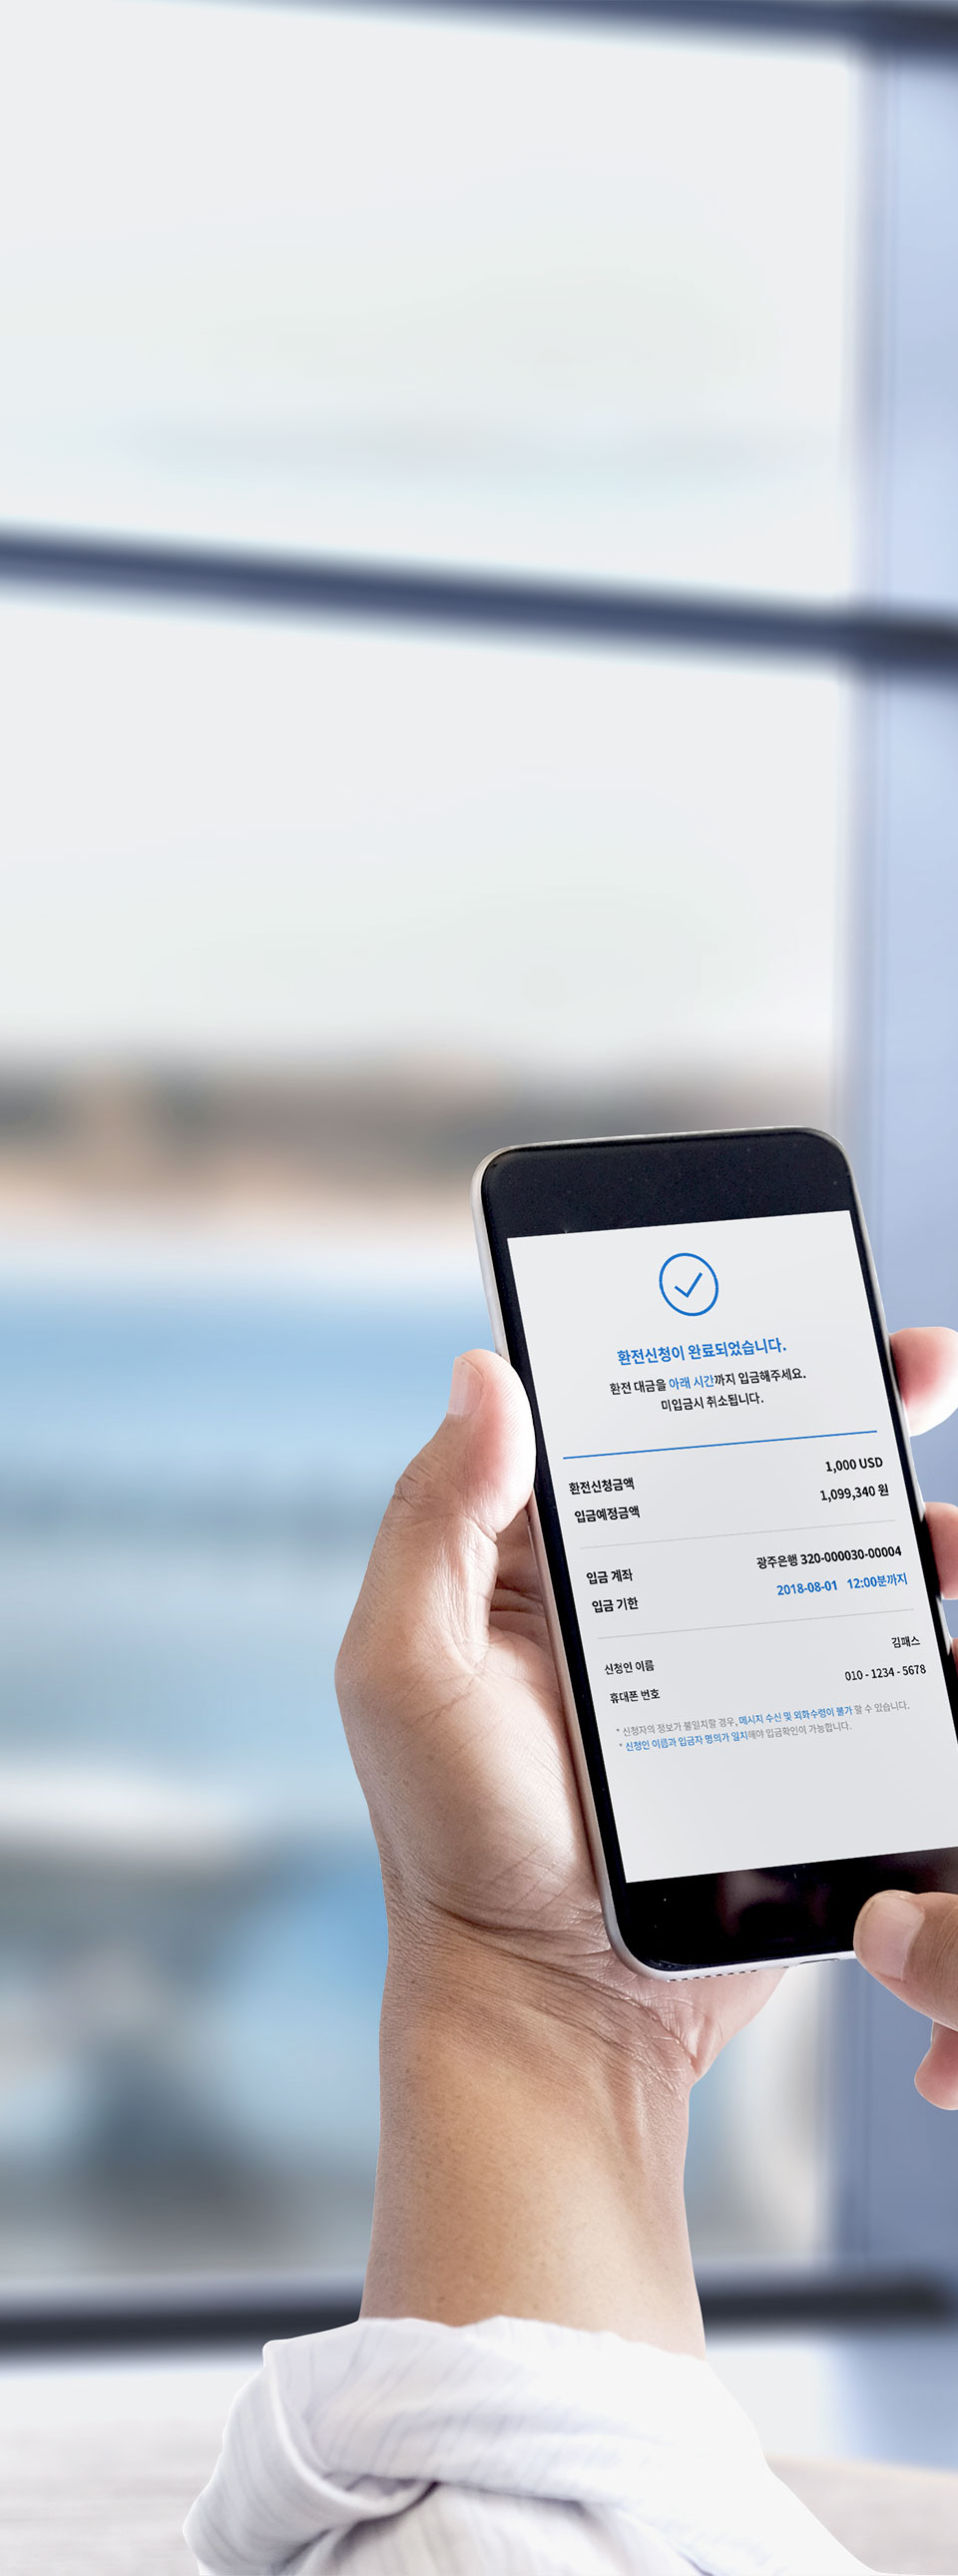 환전신청이 완료되었습니다.
환전 대금을 아래 시간까지 입금해주세요.
미입금시 취소됩니다.
환전신청금액 1,000 USD
입금예정금액 1,099,340 원
입금 계좌 광주은행 320-000030-00004
입금 기한 2018-08-01 12:00분까지
신청인 이름 김패스
휴대폰 번호 010 - 1234 - 5678
* 신청자의 정보가 불일치할 경우, 메시지 수신 및 외화수령이 불가 할 수 있습니다.
* 신청인 이름과 입금자 명의가 일치해야 입금확인이 가능합니다.